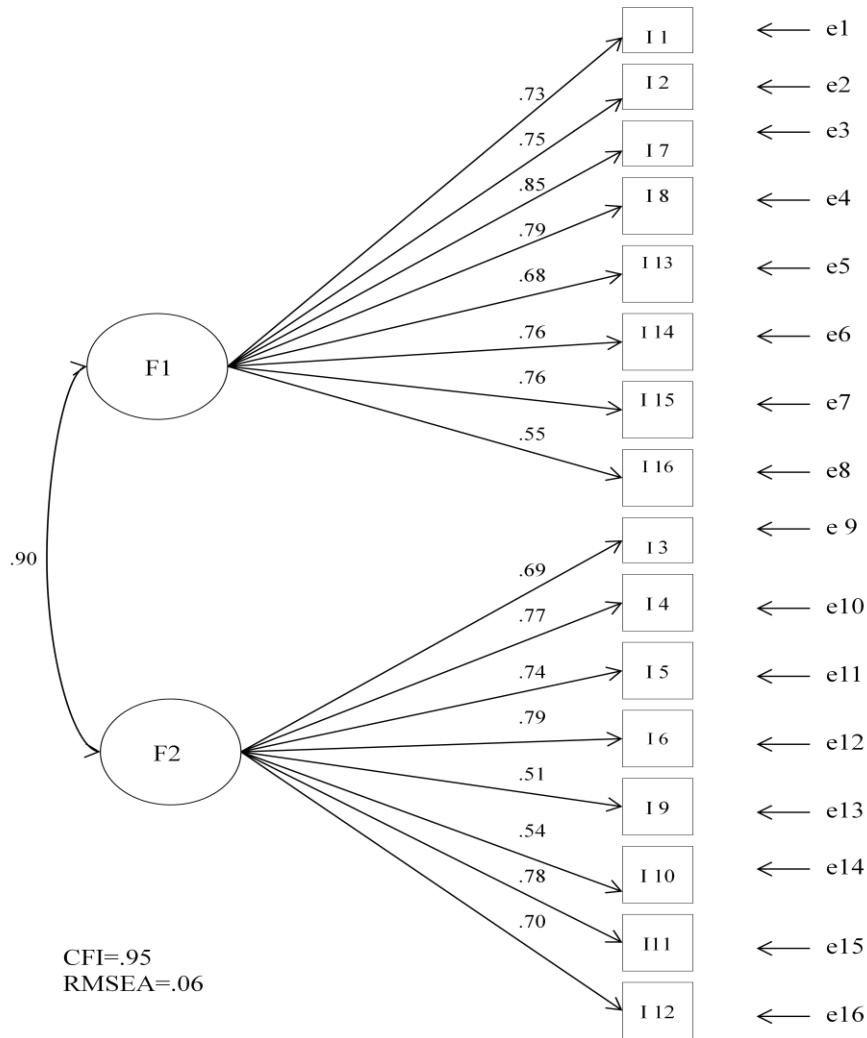 I 1
e1
I 2
e2
.73
e3
.75
I 7
.85
I 8
e4
.79
I 13
e5
.68
.76
I 14
e6
F1
.76
I 15
e7
.55
I 16
e8
e 9
I 3
.90
.69
I 4
e10
.77
I 5
e11
.74
.79
I 6
e12
F2
.51
I 9
e13
.54
I 10
e14
.78
.70
I11
e15
CFI=.95
RMSEA=.06
I 12
e16